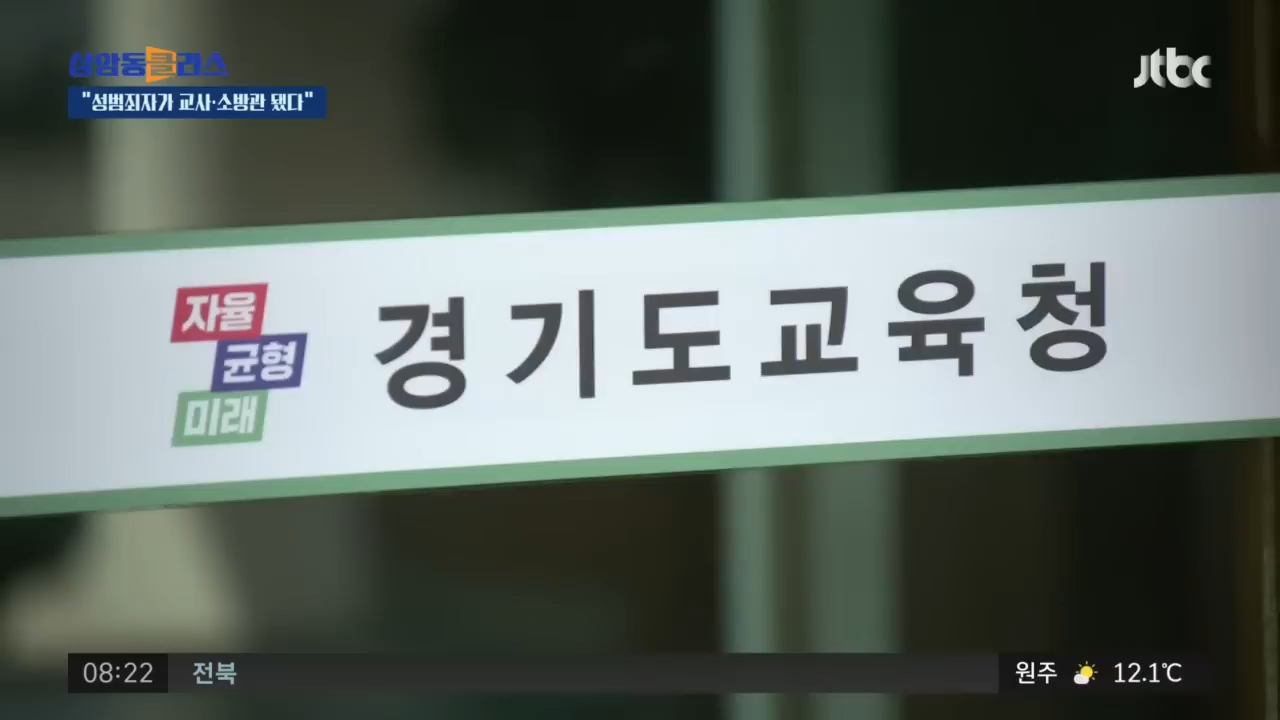 상암동클라스
jtbc
"성범죄자가 교사·소방관 됐다"
자율
균형
미래
경기도교육청
08:22 전북 원주 12.1℃